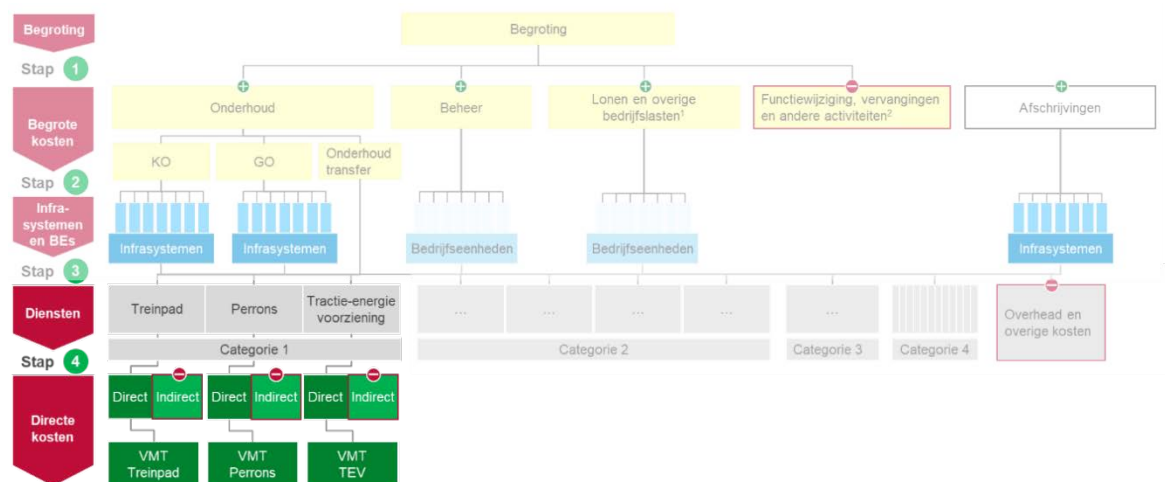 Begroting
Begroting
Stap 1
Onderhoud
Beheer
Lonen en overige
bedrijfslasten¹
Functiewijziging, vervangingen
en andere activiteiten²
Afschrijvingen
Begrote
kosten
KO
GO
Onderhoud
transfer
Stap 2
Infra-
systemen
en BEs
Infrasystemen
Infrasystemen
Bedrijfseenheden
Bedrijfseenheden
Infrasystemen
Stap 3
Diensten
Treinpad
Perrons
Tractie-energie
voorziening
...
...
...
...
...
Overhead en
overige kosten
Categorie 1
Categorie 2
Categorie 3
Categorie 4
Stap 4
Directe
kosten
Direct
Indirect
Direct
Indirect
Direct
Indirect
VMT
Treinpad
VMT
Perrons
VMT
TEV